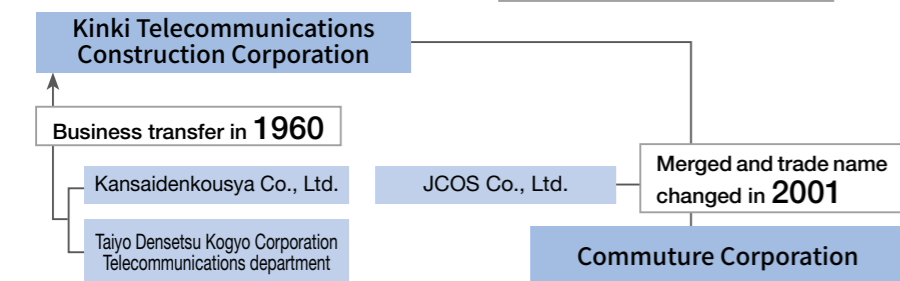 Kinki Telecommunications
Construction Corporation
Business transfer in 1960
Kansaidenkousya Co., Ltd.
JCOS Co., Ltd.
Merged and trade name
changed in 2001
Taiyo Densetsu Kogyo Corporation
Telecommunications department
Commuture Corporation